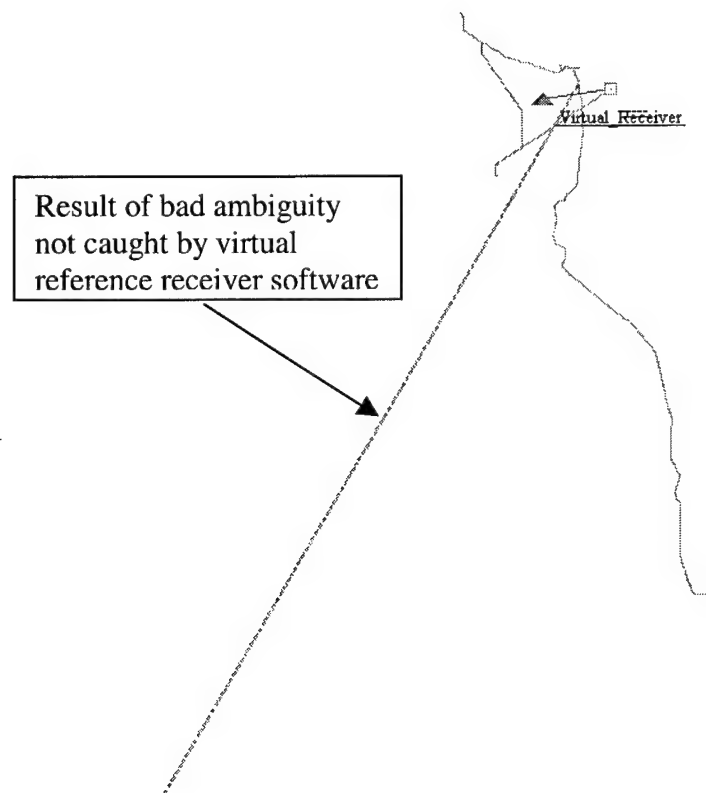 Virtual_Receiver
Result of bad ambiguity
not caught by virtual
reference receiver software